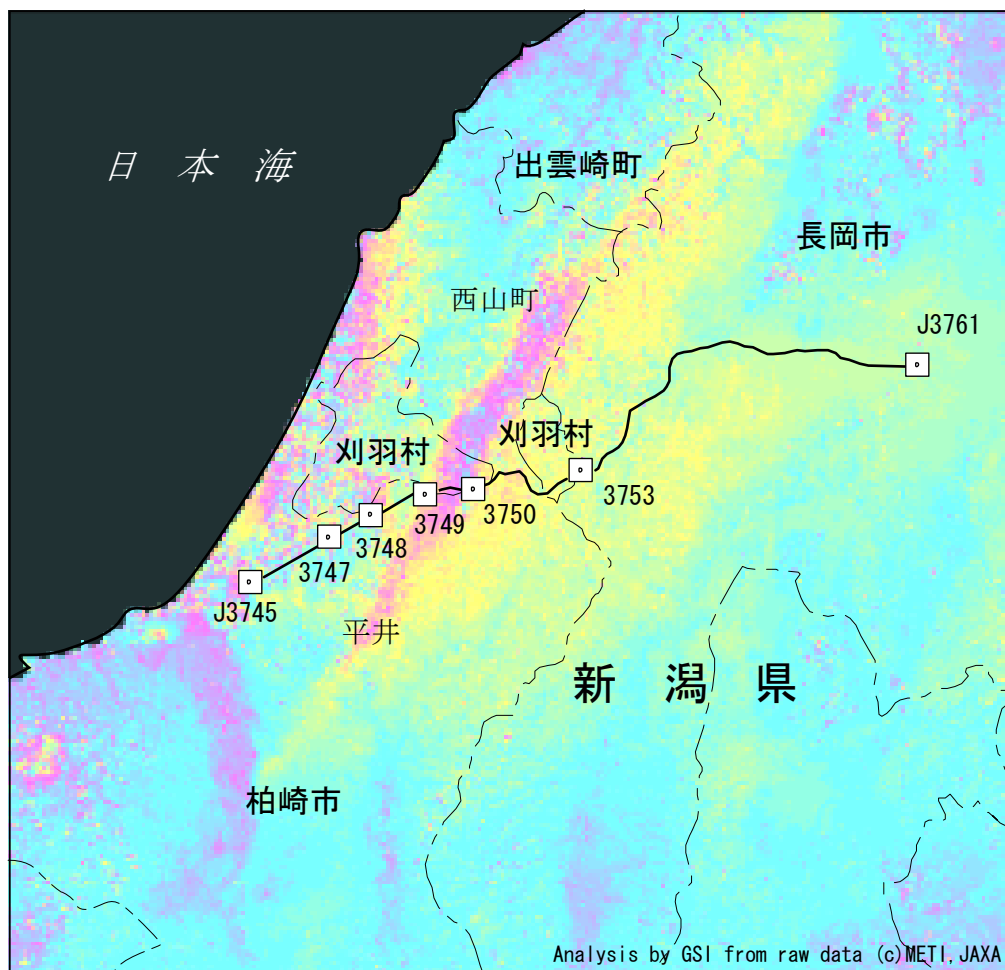 日本海
出雲崎町
長岡市
西山町
J3761
刈羽村
刈羽村
3753
3750
3749
3748
3747
J3745
平井
新潟県
柏崎市
Analysis by GSI from raw data (c)METI,JAXA